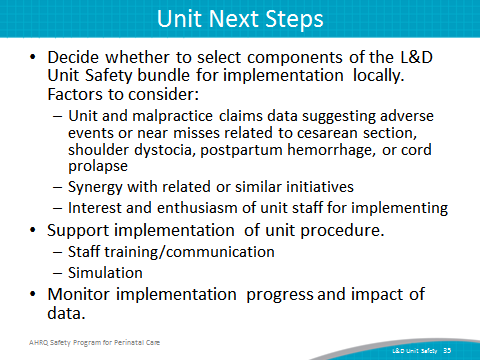 Unit Next Steps
• Decide whether to select components of the L&D
Unit Safety bundle for implementation locally.
Factors to consider:
– Unit and malpractice claims data suggesting adverse
events or near misses related to cesarean section,
shoulder dystocia, postpartum hemorrhage, or cord
prolapse
– Synergy with related or similar initiatives
– Interest and enthusiasm of unit staff for implementing
• Support implementation of unit procedure.
– Staff training/communication
– Simulation
• Monitor implementation progress and impact of
data.
AHRQ Safety Program for Perinatal Care
L&D Unit Safety 35